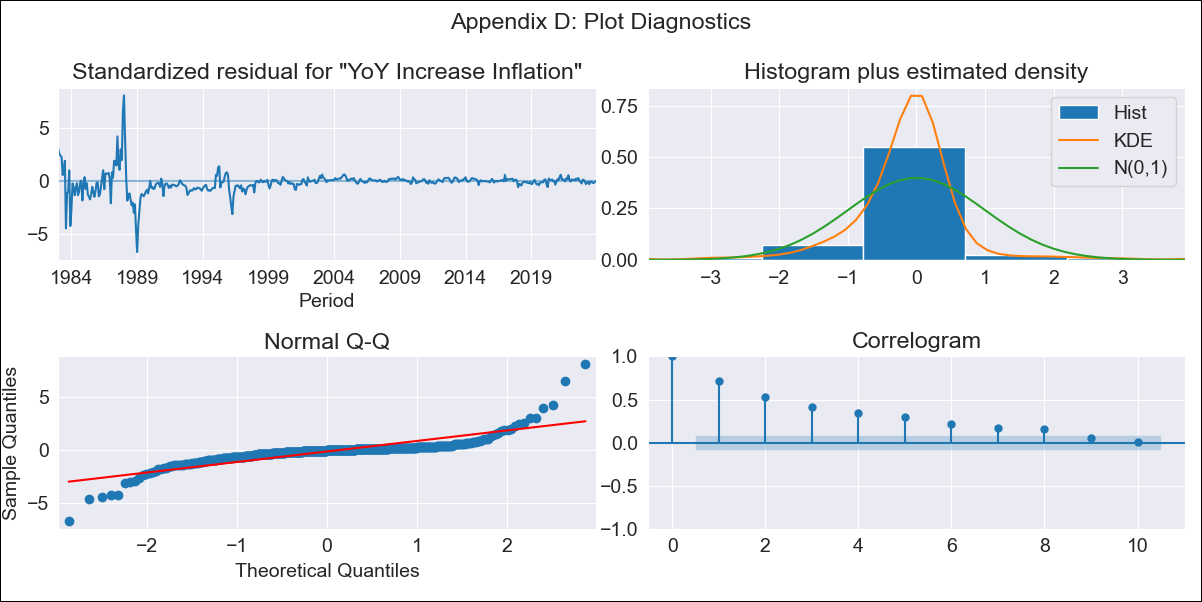 Appendix D: Plot Diagnostics
Standardized residual for "YoY Increase Inflation"
5
0
−5
1984 1989 1994 1999 2004 2009 2014 2019
Period
Histogram plus estimated density
0.75
0.50
0.25
0.00
−3 −2 −1 0 1 2 3
Hist
KDE
N(0,1)
Normal Q-Q
Sample Quantiles
5
0
−5
−2 −1 0 1 2
Theoretical Quantiles
Correlogram
1.0
0.5
0.0
−0.5
−1.0
0 2 4 6 8 10